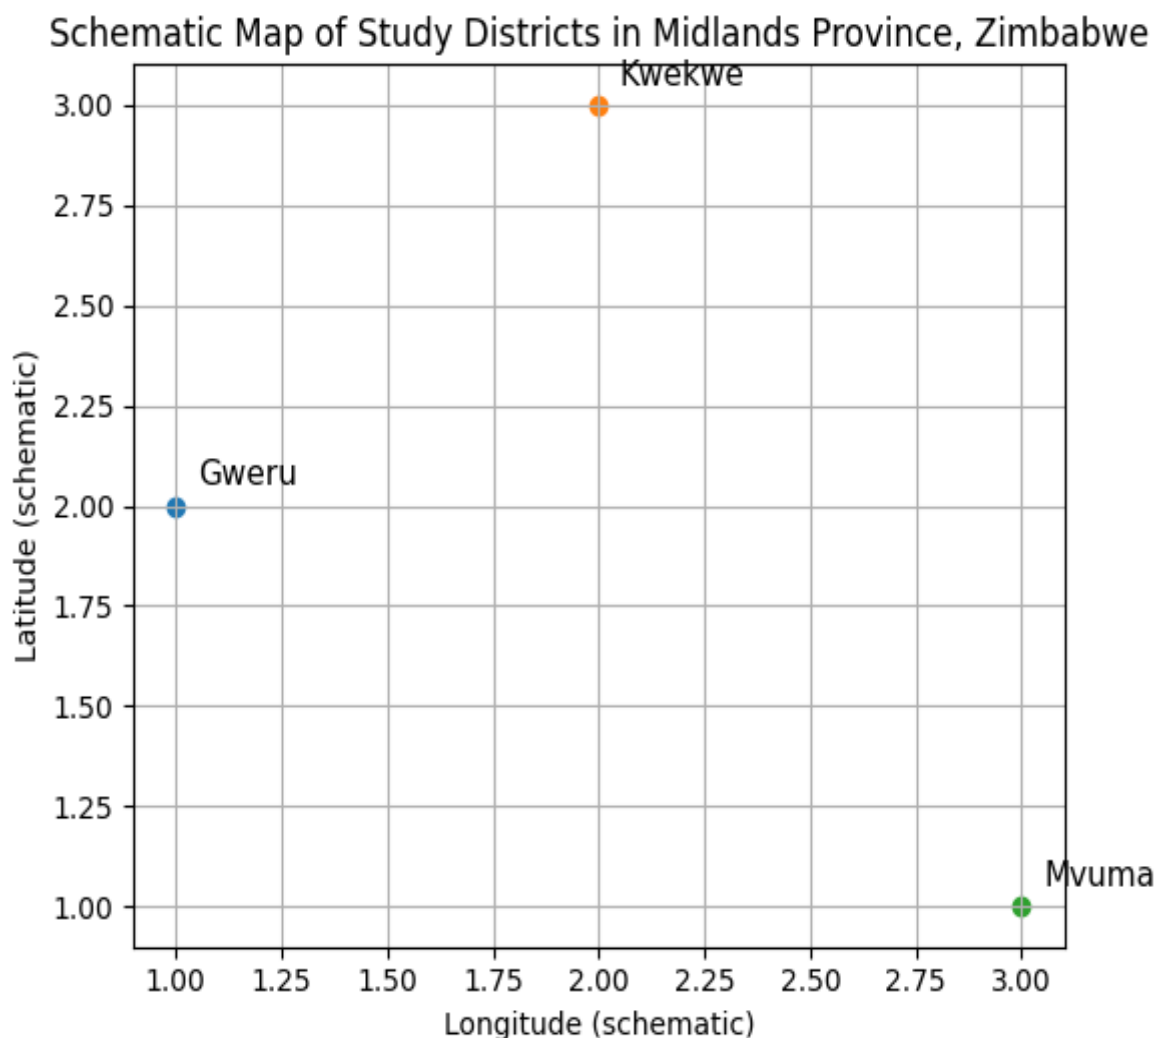 Schematic Map of Study Districts in Midlands Province, Zimbabwe
Kwekwe
3.00
2.75
2.50
2.25
Gweru
2.00
1.75
1.50
1.25
Mvuma
1.00
Latitude (schematic)
1.00 1.25 1.50 1.75 2.00 2.25 2.50 2.75 3.00
Longitude (schematic)